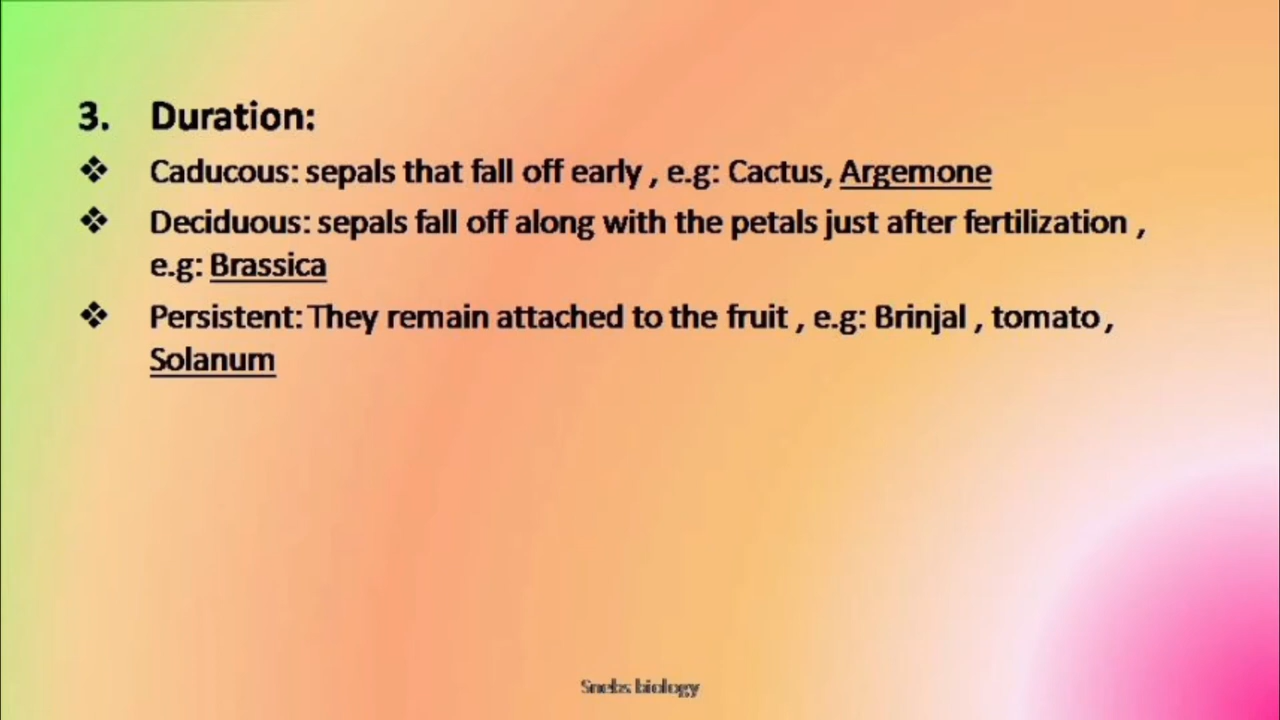 3. Duration:
❖ Caducous: sepals that fall off early , e.g: Cactus, Argemone
❖ Deciduous: sepals fall off along with the petals just after fertilization ,
e.g: Brassica
❖ Persistent: They remain attached to the fruit , e.g: Brinjal , tomato ,
Solanum
Snebs biology